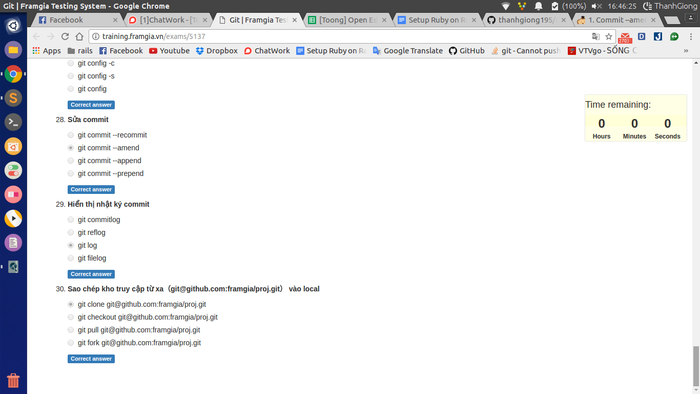 Git | Framgia Testing System - Google Chrome
(100%)
16:46:25
ThanhGiong
Facebook
[1]ChatWork - [To
Git | Framgia Testi
[Toong] Open Ed
Setup Ruby on R
thanhgiong195/
1. Commit --ame
training.framgia.vn/exams/5137
Apps
rails
Facebook
Youtube
Dropbox
ChatWork
Setup Ruby on Ra
Google Translate
GitHub
git - Cannot push
VTVgo - SỐNG C
git config -c
git config -s
git config
Correct answer
Time remaining:
0 0 0
Hours Minutes Seconds
28. Sửa commit
git commit --recommit
git commit --amend
git commit --append
git commit --prepend
Correct answer
29. Hiển thị nhật ký commit
git commitlog
git reflog
git log
git filelog
Correct answer
30. Sao chép kho truy cập từ xa (git@github.com:framgia/proj.git) vào local
git clone git@github.com:framgia/proj.git
git checkout git@github.com:framgia/proj.git
git pull git@github.com:framgia/proj.git
git fork git@github.com:framgia/proj.git
Correct answer